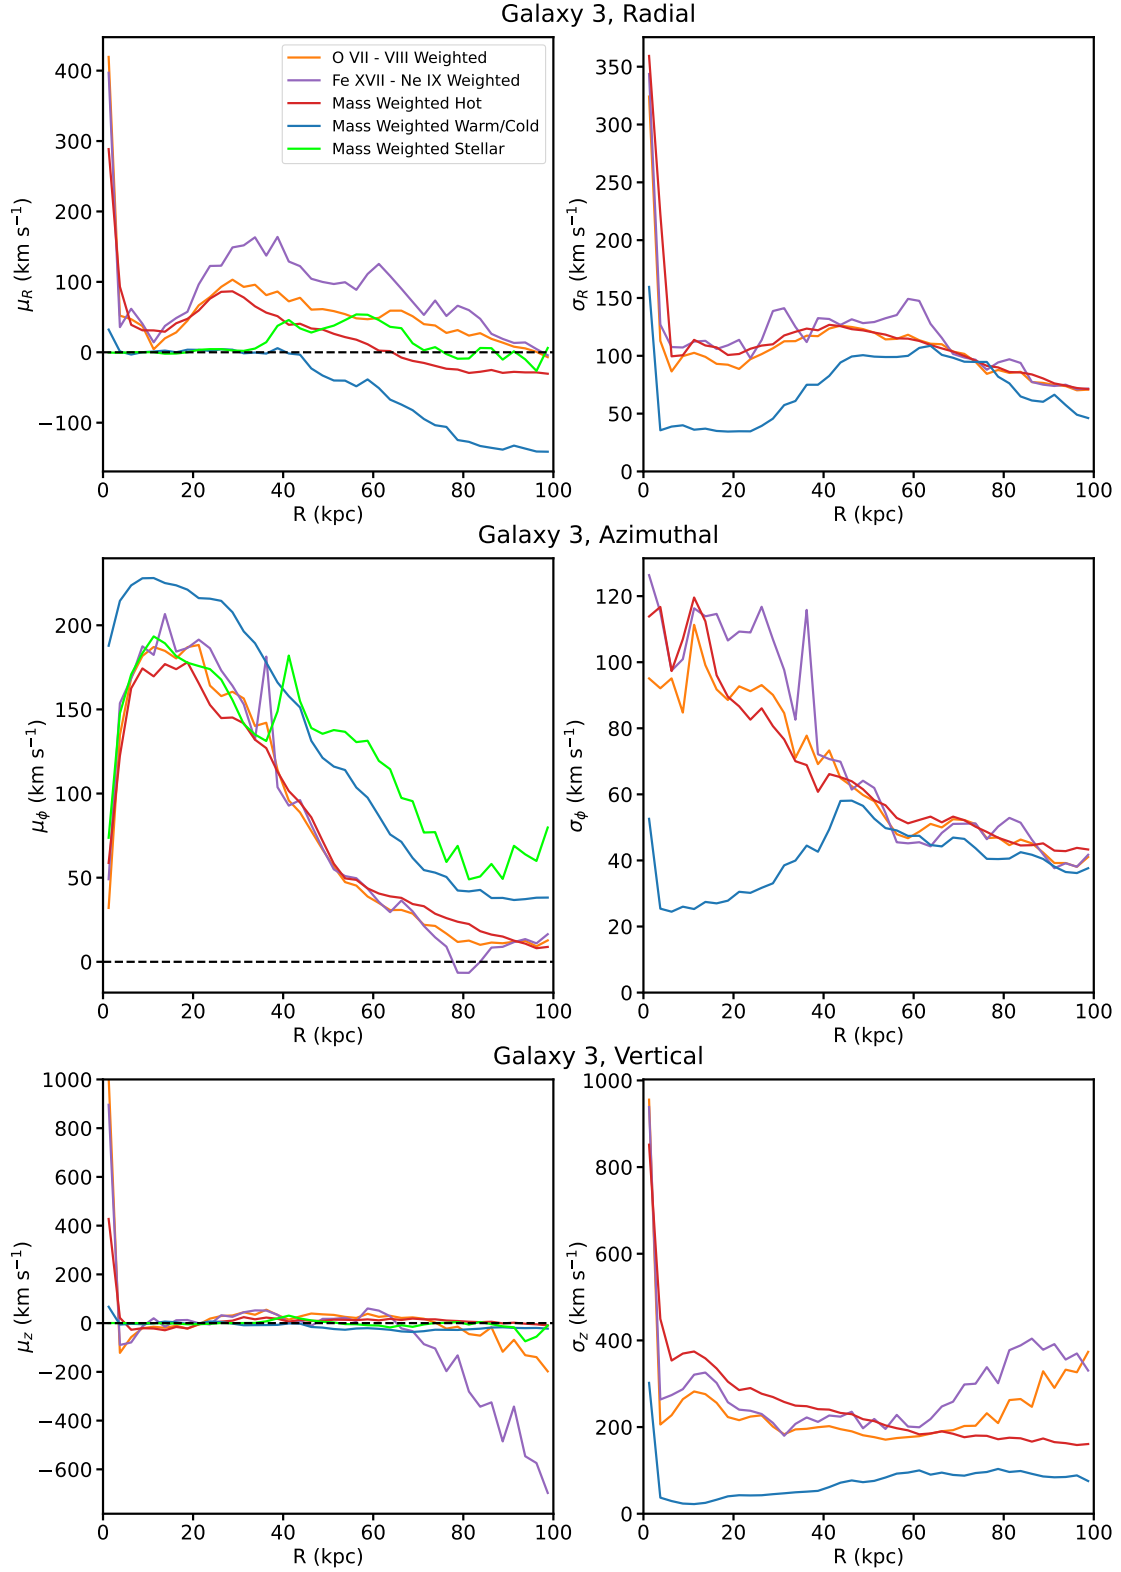 Galaxy 3, Radial
400
300
200
100
0
−100
μR (km s−1)
O VII - VIII Weighted
Fe XVII - Ne IX Weighted
Mass Weighted Hot
Mass Weighted Warm/Cold
Mass Weighted Stellar
0 20 40 60 80 100
R (kpc)
350
300
250
200
150
100
50
0
σR (km s−1)
0 20 40 60 80 100
R (kpc)
Galaxy 3, Azimuthal
200
150
100
50
0
μϕ (km s−1)
0 20 40 60 80 100
R (kpc)
120
100
80
60
40
20
0
σϕ (km s−1)
0 20 40 60 80 100
R (kpc)
Galaxy 3, Vertical
1000
800
600
400
200
0
−200
−400
−600
μz (km s−1)
0 20 40 60 80 100
R (kpc)
1000
800
600
400
200
0
σz (km s−1)
0 20 40 60 80 100
R (kpc)